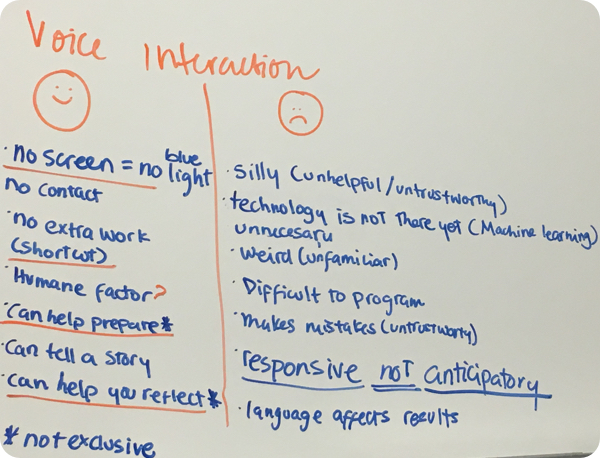 Voice Interaction
• no screen = no blue light
no contact
• no extra work
(shortcut)
• Humane factor?
• Can help prepare*
• Can tell a story
• Can help you reflect*
* not exclusive
• silly (unhelpful/untrustworthy)
• technology is not there yet (Machine learning)
unnecesary
• weird (unfamiliar)
• Difficult to program
• makes mistakes (untrustworty)
• responsive not anticipatory
• language affects results